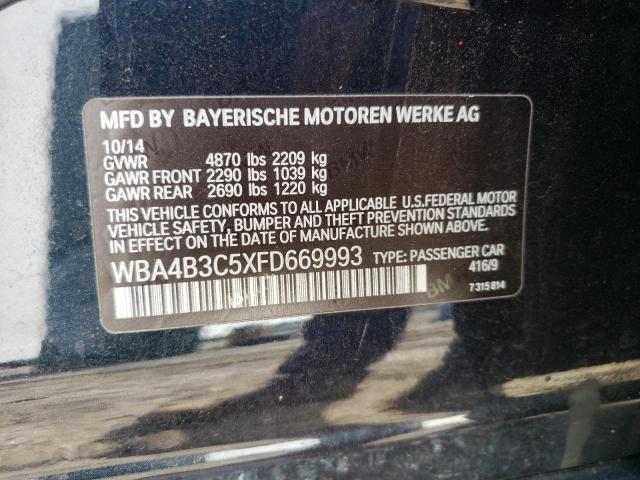 MFD BY BAYERISCHE MOTOREN WERKE AG
10/14
GVWR 4870 lbs 2209 kg
GAWR FRONT 2290 lbs 1039 kg
GAWR REAR 2690 lbs 1220 kg
THIS VEHICLE CONFORMS TO ALL APPLICABLE U.S.FEDERAL MOTOR
VEHICLE SAFETY, BUMPER, AND THEFT PREVENTION STANDARDS
IN EFFECT ON THE DATE OF MANUFACTURE SHOWN ABOVE.
WBA4B3C5XFD669993 TYPE: PASSENGER CAR
416/9
7315814